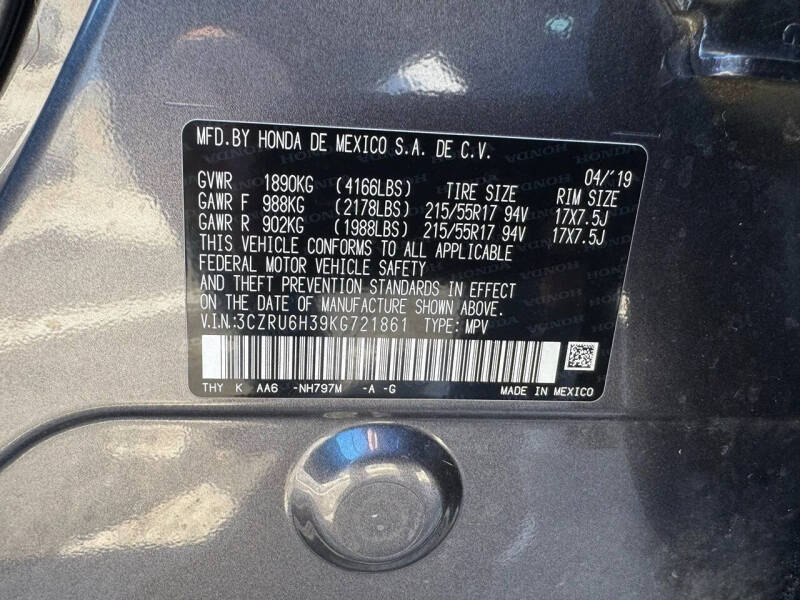 MFD.BY HONDA DE MEXICO S.A. DE C.V.
04/'19
GVWR 1890KG (4166LBS) TIRE SIZE RIM SIZE
GAWR F 988KG (2178LBS) 215/55R17 94V 17X7.5J
GAWR R 902KG (1988LBS) 215/55R17 94V 17X7.5J
THIS VEHICLE CONFORMS TO ALL APPLICABLE
FEDERAL MOTOR VEHICLE SAFETY
AND THEFT PREVENTION STANDARDS IN EFFECT
ON THE DATE OF MANUFACTURE SHOWN ABOVE.
V.I.N.:3CZRU6H39KG721861 TYPE: MPV
THY K AA6 -NH797M -A -G MADE IN MEXICO